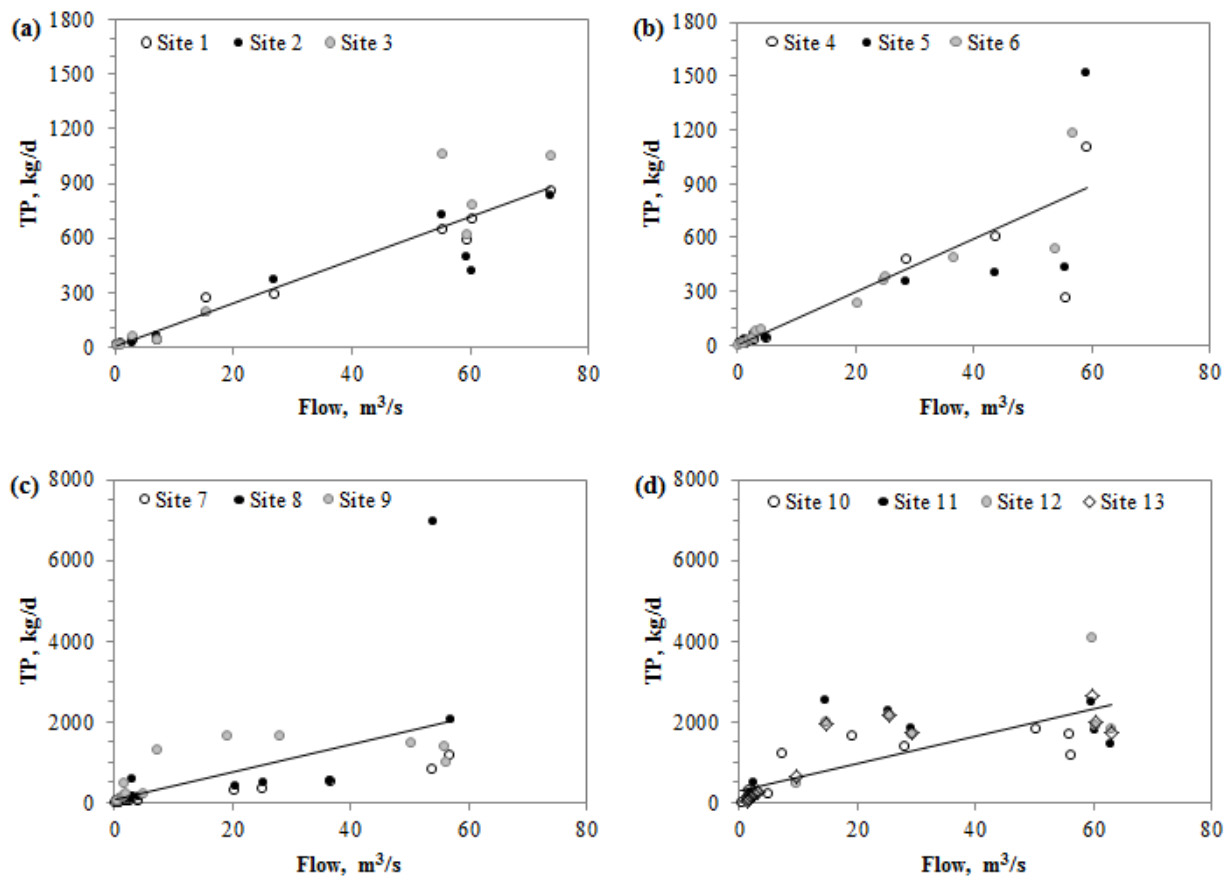 (a)
1800
1500
1200
900
600
300
0
TP, kg/d
Site 1 Site 2 Site 3
0 20 40 60 80
Flow, m³/s
(b)
1800
1500
1200
900
600
300
0
TP, kg/d
Site 4 Site 5 Site 6
0 20 40 60 80
Flow, m³/s
(c)
8000
6000
4000
2000
0
TP, kg/d
Site 7 Site 8 Site 9
0 20 40 60 80
Flow, m³/s
(d)
8000
6000
4000
2000
0
TP, kg/d
Site 10 Site 11 Site 12 Site 13
0 20 40 60 80
Flow, m³/s